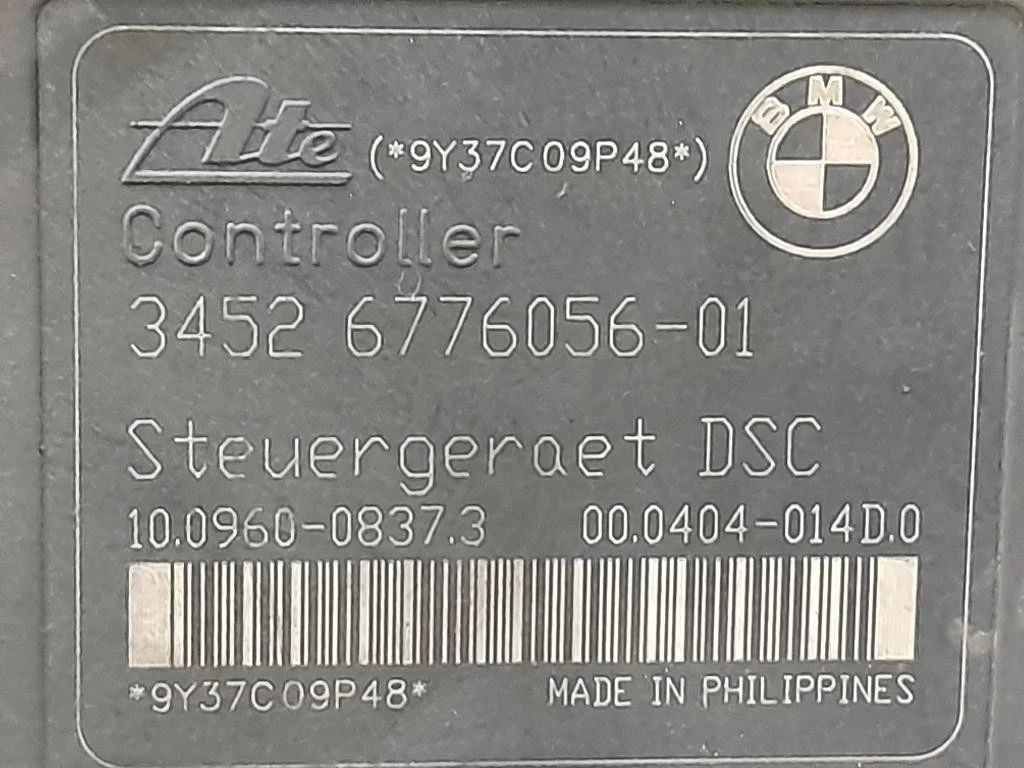 Ate (*9Y37C09P48*) BMW
Controller
3452 6776056-01
Steuergeraet DSC
10.0960-0837.3 00.0404-014D.0
*9Y37C09P48* MADE IN PHILIPPINES